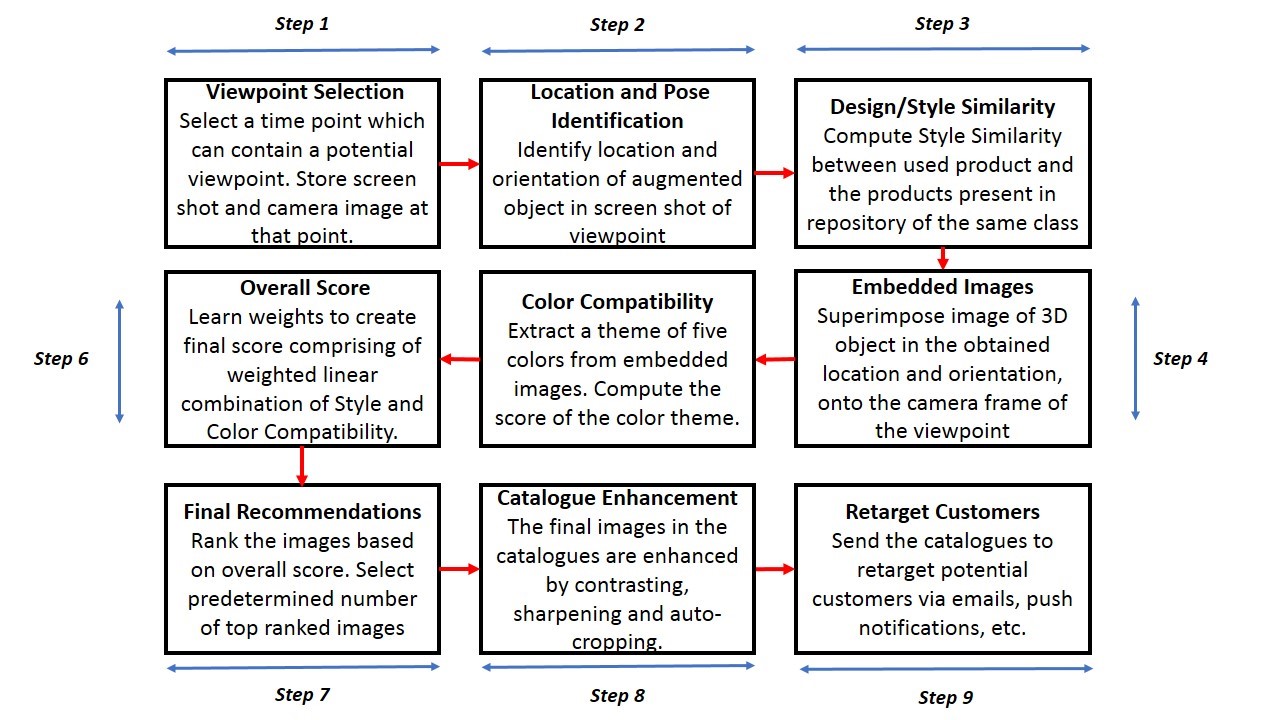 Step 1
Step 2
Step 3
Viewpoint Selection
Select a time point which
can contain a potential
viewpoint. Store screen
shot and camera image at
that point.
Location and Pose
Identification
Identify location and
orientation of augmented
object in screen shot of
viewpoint
Design/Style Similarity
Compute Style Similarity
between used product and
the products present in
repository of the same class
Step 4
Embedded Images
Superimpose image of 3D
object in the obtained
location and orientation,
onto the camera frame of
the viewpoint
Color Compatibility
Extract a theme of five
colors from embedded
images. Compute the
score of the color theme.
Step 6
Overall Score
Learn weights to create
final score comprising of
weighted linear
combination of Style and
Color Compatibility.
Final Recommendations
Rank the images based
on overall score. Select
predetermined number
of top ranked images
Catalogue Enhancement
The final images in the
catalogues are enhanced
by contrasting,
sharpening and auto-
cropping.
Retarget Customers
Send the catalogues to
retarget potential
customers via emails, push
notifications, etc.
Step 7
Step 8
Step 9